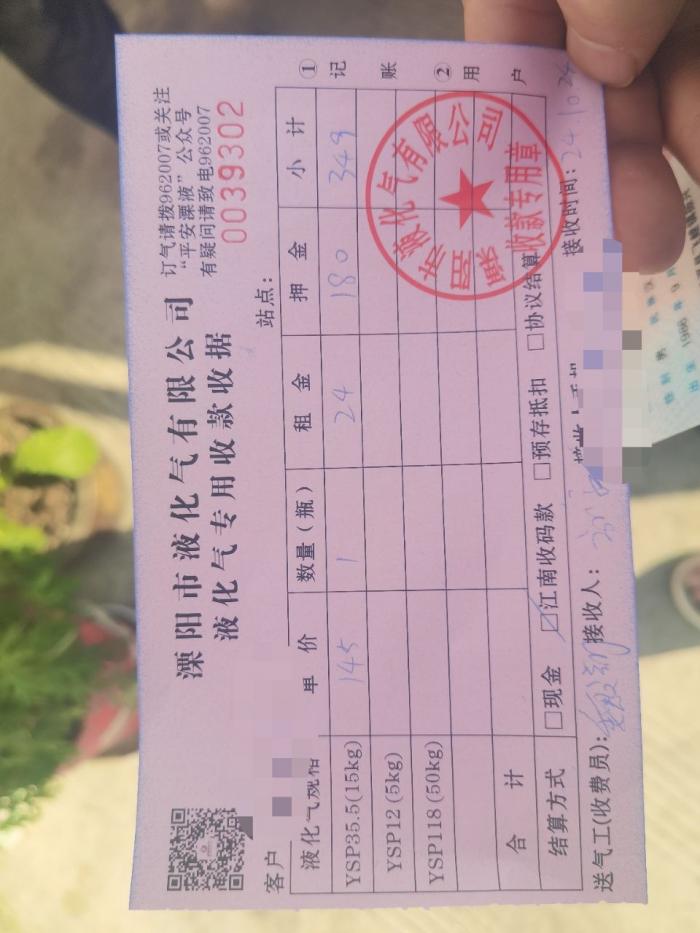 溧阳市液化气有限公司
液化气专用收款收据
订气请拨962007或关注
“平安溧液”公众号
有疑问请致电962007
0039302
客户
站点：
液化气规格 单价 数量（瓶） 租金 押金 小计
YSP35.5(15kg) 145 1 24 180 349
YSP12 (5kg)
YSP118 (50kg)
合计
结算方式 □现金 ☑江南收码款 □预存抵扣 □协议结算
送气工(收费员): 接收人: 接收时间: 24.10.24
①记账 ②用户
溧阳市液化气有限公司
收款专用章